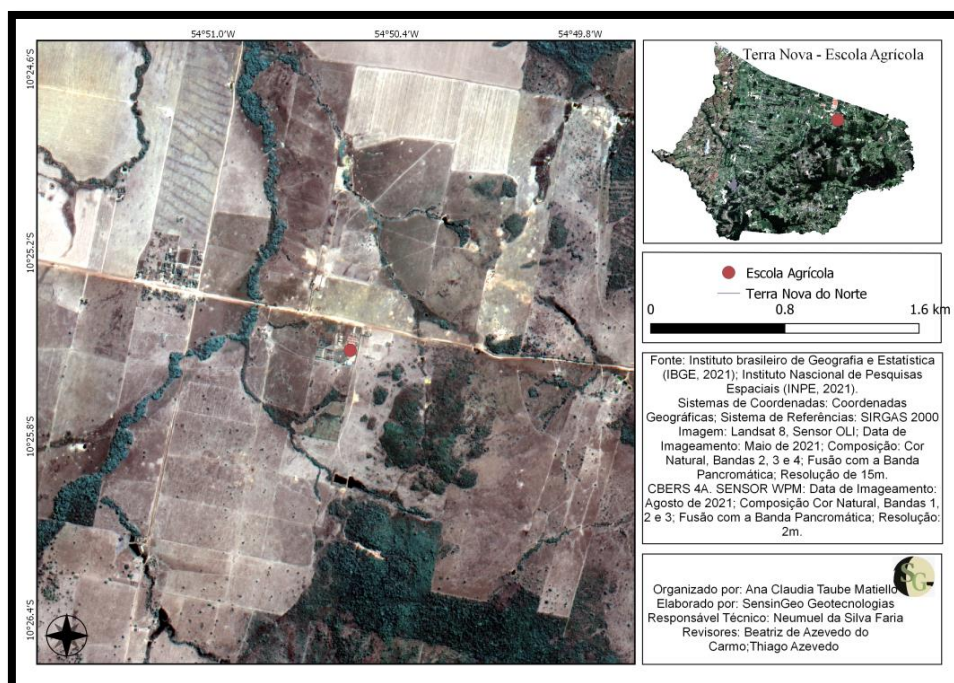 54°51.0'W 54°50.4'W 54°49.8'W
10°24.6'S
10°25.2'S
10°25.8'S
10°26.4'S
Terra Nova - Escola Agrícola
Escola Agrícola
Terra Nova do Norte
0 0.8 1.6 km
Fonte: Instituto brasileiro de Geografia e Estatística
(IBGE, 2021); Instituto Nascional de Pesquisas
Espaciais (INPE, 2021).
Sistemas de Coordenadas: Coordenadas
Geográficas; Sistema de Referências: SIRGAS 2000
Imagem: Landsat 8, Sensor OLI; Data de
Imageamento: Maio de 2021; Composição: Cor
Natural, Bandas 2, 3 e 4; Fusão com a Banda
Pancromática; Resolução de 15m.
CBERS 4A. SENSOR WPM: Data de Imageamento:
Agosto de 2021; Composição Cor Natural, Bandas 1,
2 e 3; Fusão com a Banda Pancromática; Resolução:
2m.
SG
Organizado por: Ana Claudia Taube Matiello
Elaborado por: SensinGeo Geotecnologias
Responsável Técnico: Neumuel da Silva Faria
Revisores: Beatriz de Azevedo do
Carmo;Thiago Azevedo